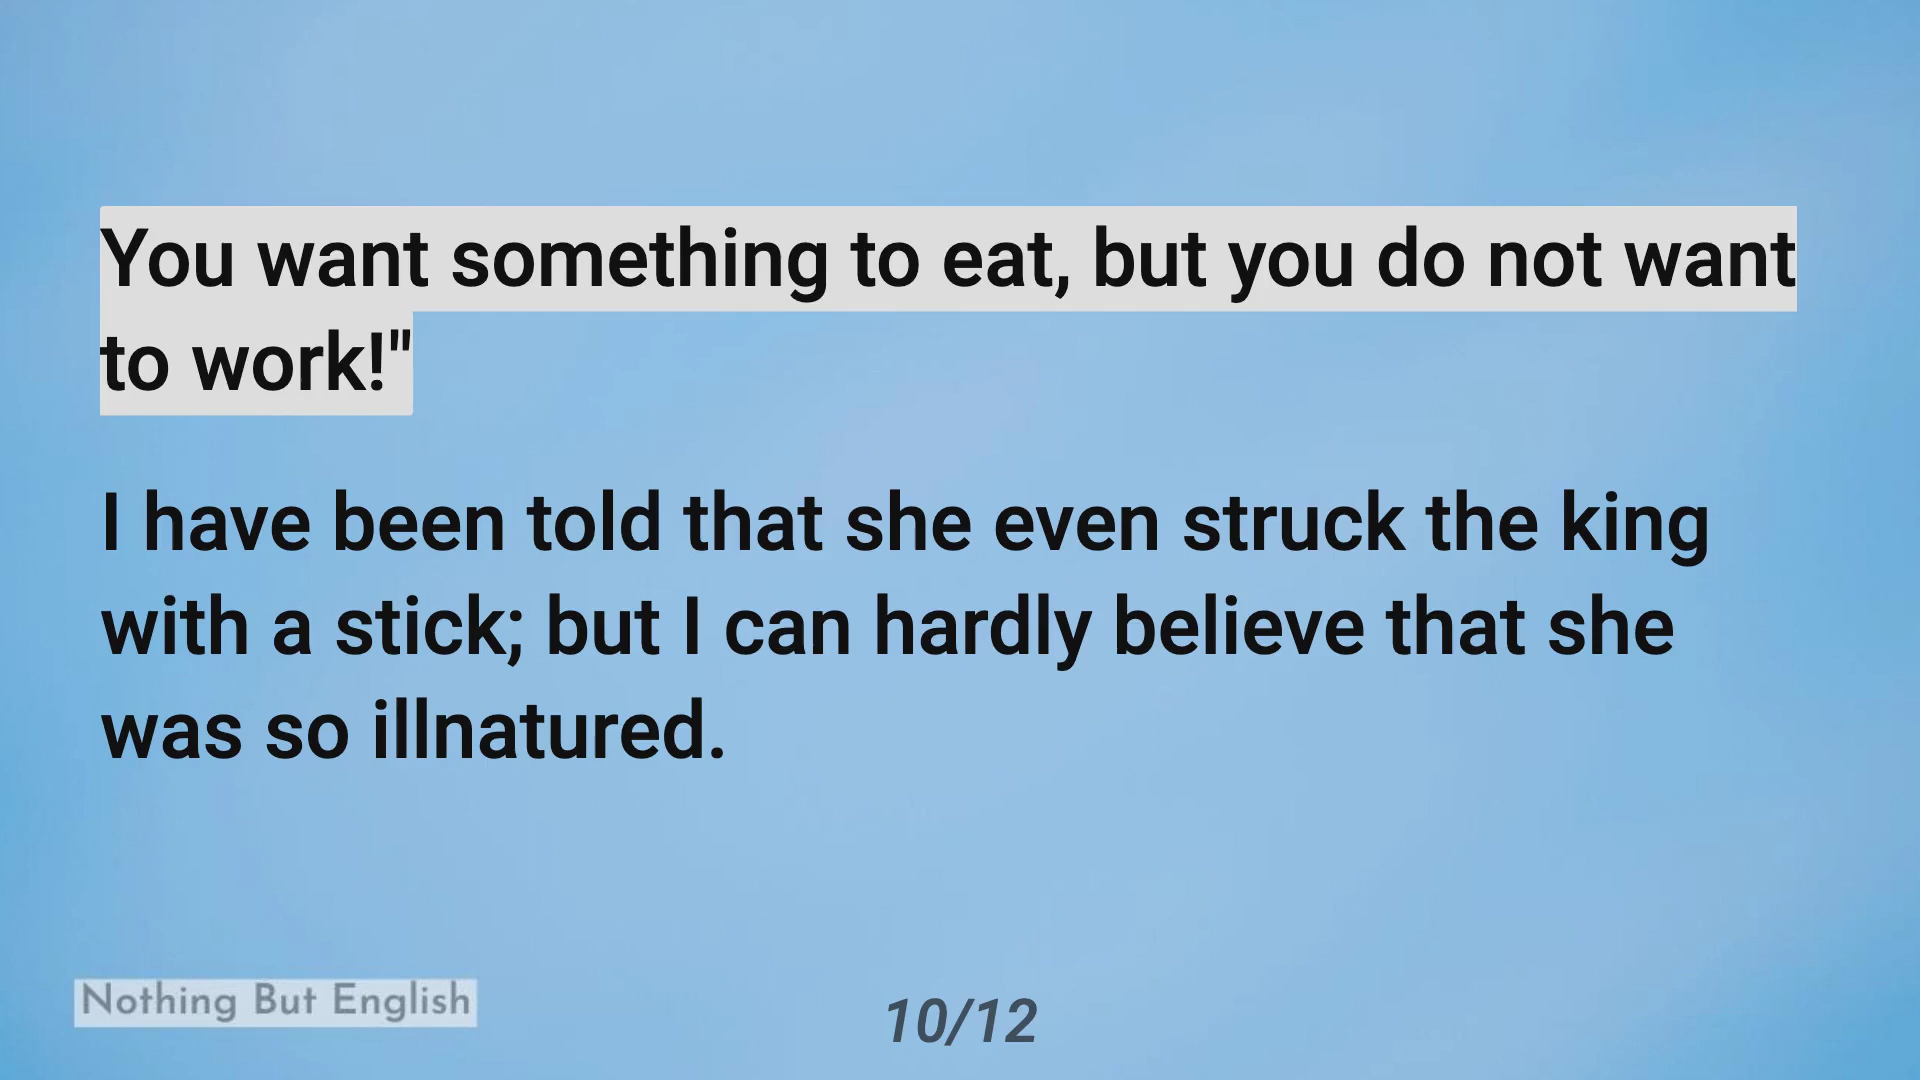 You want something to eat, but you do not want
to work!"
I have been told that she even struck the king
with a stick; but I can hardly believe that she
was so illnatured.
Nothing But English
10/12